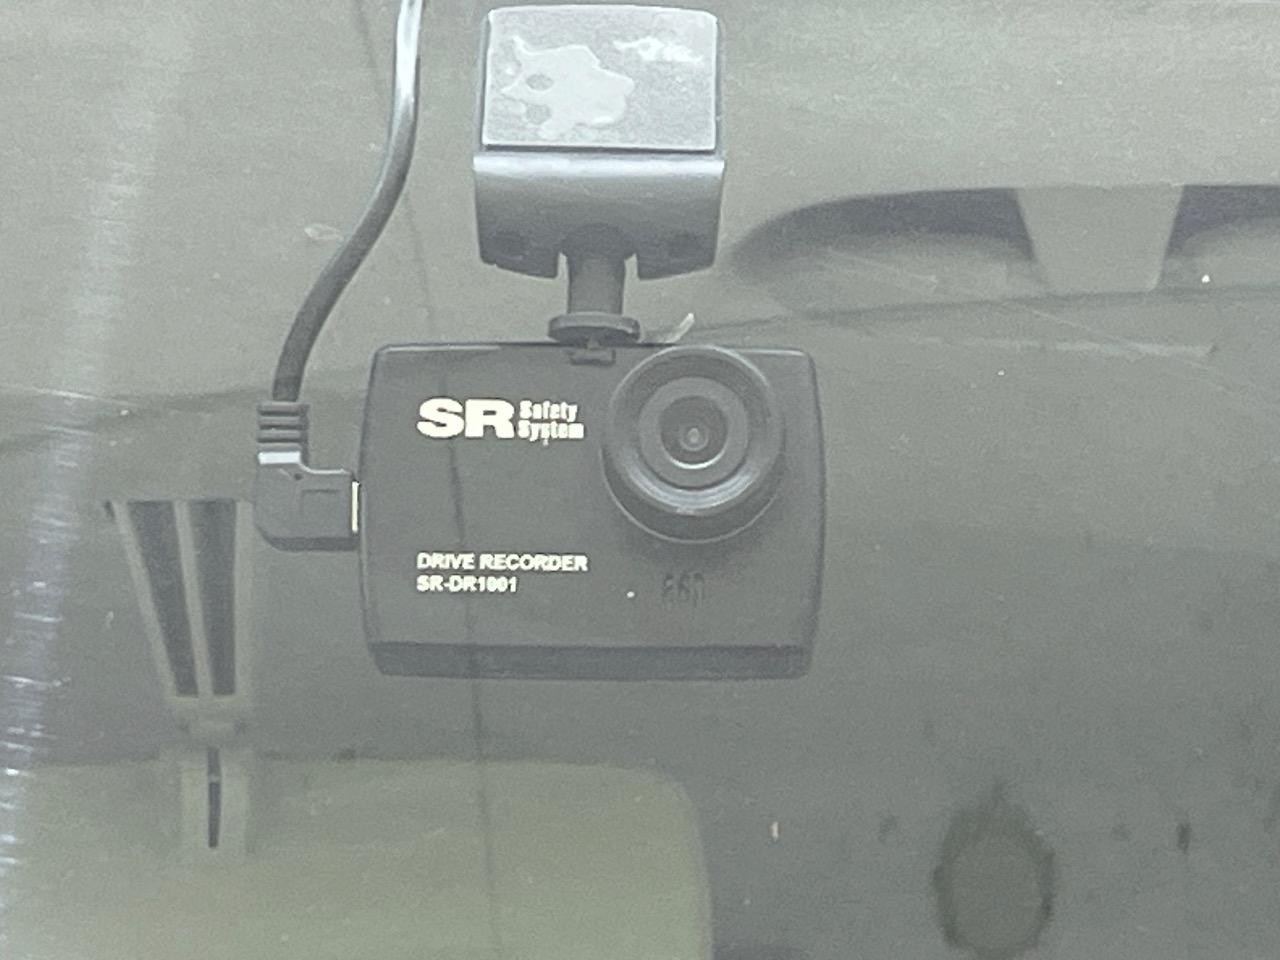 SR Safety System
DRIVE RECORDER
SR-DR1001